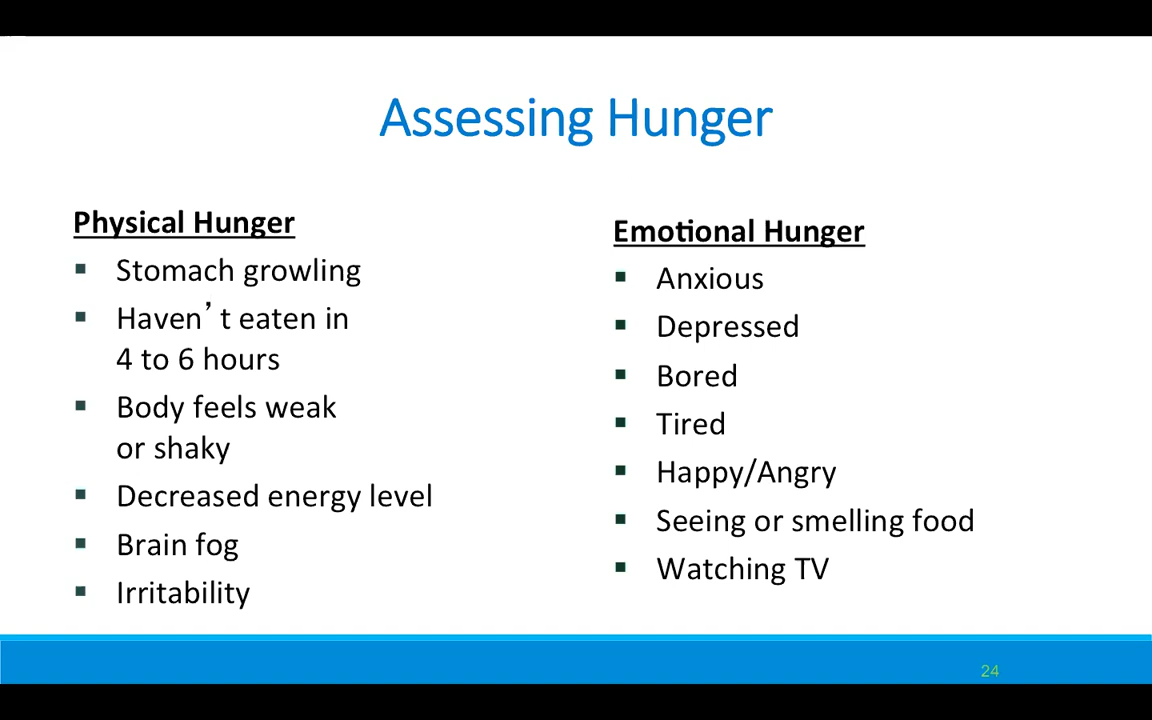 Assessing Hunger
Physical Hunger
▪ Stomach growling
▪ Haven’t eaten in
4 to 6 hours
▪ Body feels weak
or shaky
▪ Decreased energy level
▪ Brain fog
▪ Irritability
Emotional Hunger
▪ Anxious
▪ Depressed
▪ Bored
▪ Tired
▪ Happy/Angry
▪ Seeing or smelling food
▪ Watching TV
24